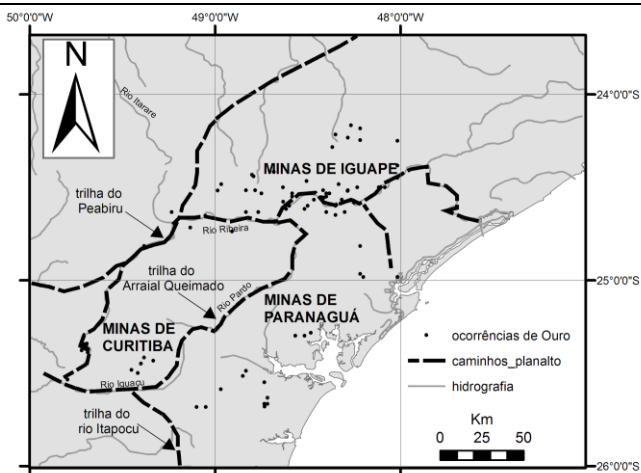 50°0'0"W
49°0'0"W
48°0'0"W
N
Rio Itarare
24°0'0"S
MINAS DE IGUAPE
trilha do
Peabiru
Rio Ribeira
trilha do
Arraial Queimado
Rio Pardo
25°0'0"S
MINAS DE
PARANAGUÁ
MINAS DE
CURITIBA
ocorrências de Ouro
caminhos_planalto
hidrografia
Rio Iguaçu
trilha do
rio Itapocu
Km
0 25 50
26°0'0"S